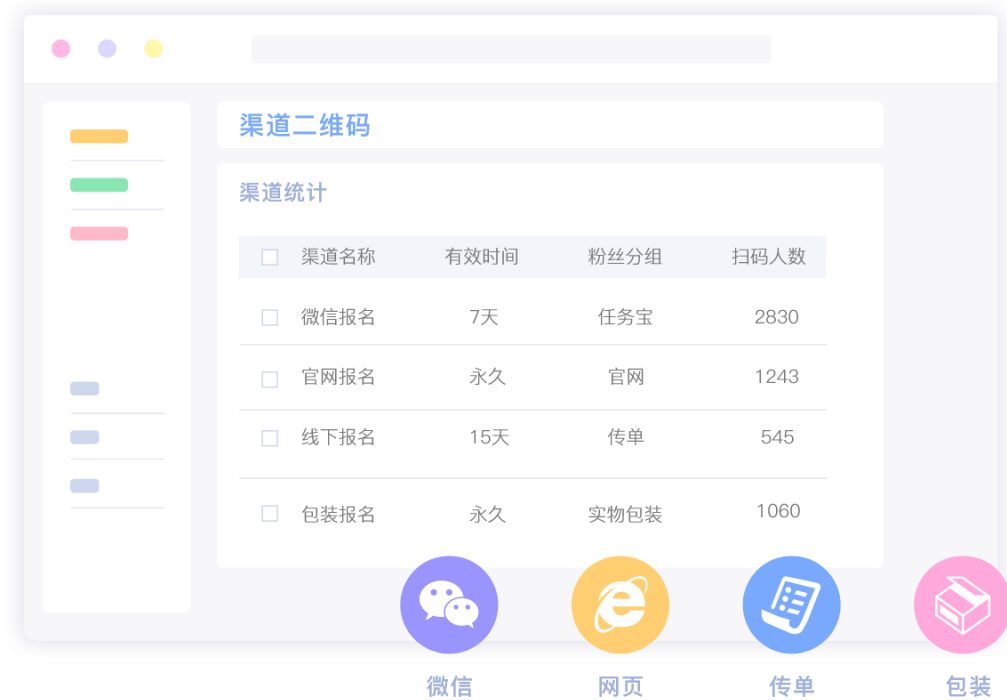 渠道二维码
渠道统计
渠道名称 有效时间 粉丝分组 扫码人数
微信报名 7天 任务宝 2830
官网报名 永久 官网 1243
线下报名 15天 传单 545
包装报名 永久 实物包装 1060
微信 网页 传单 包装